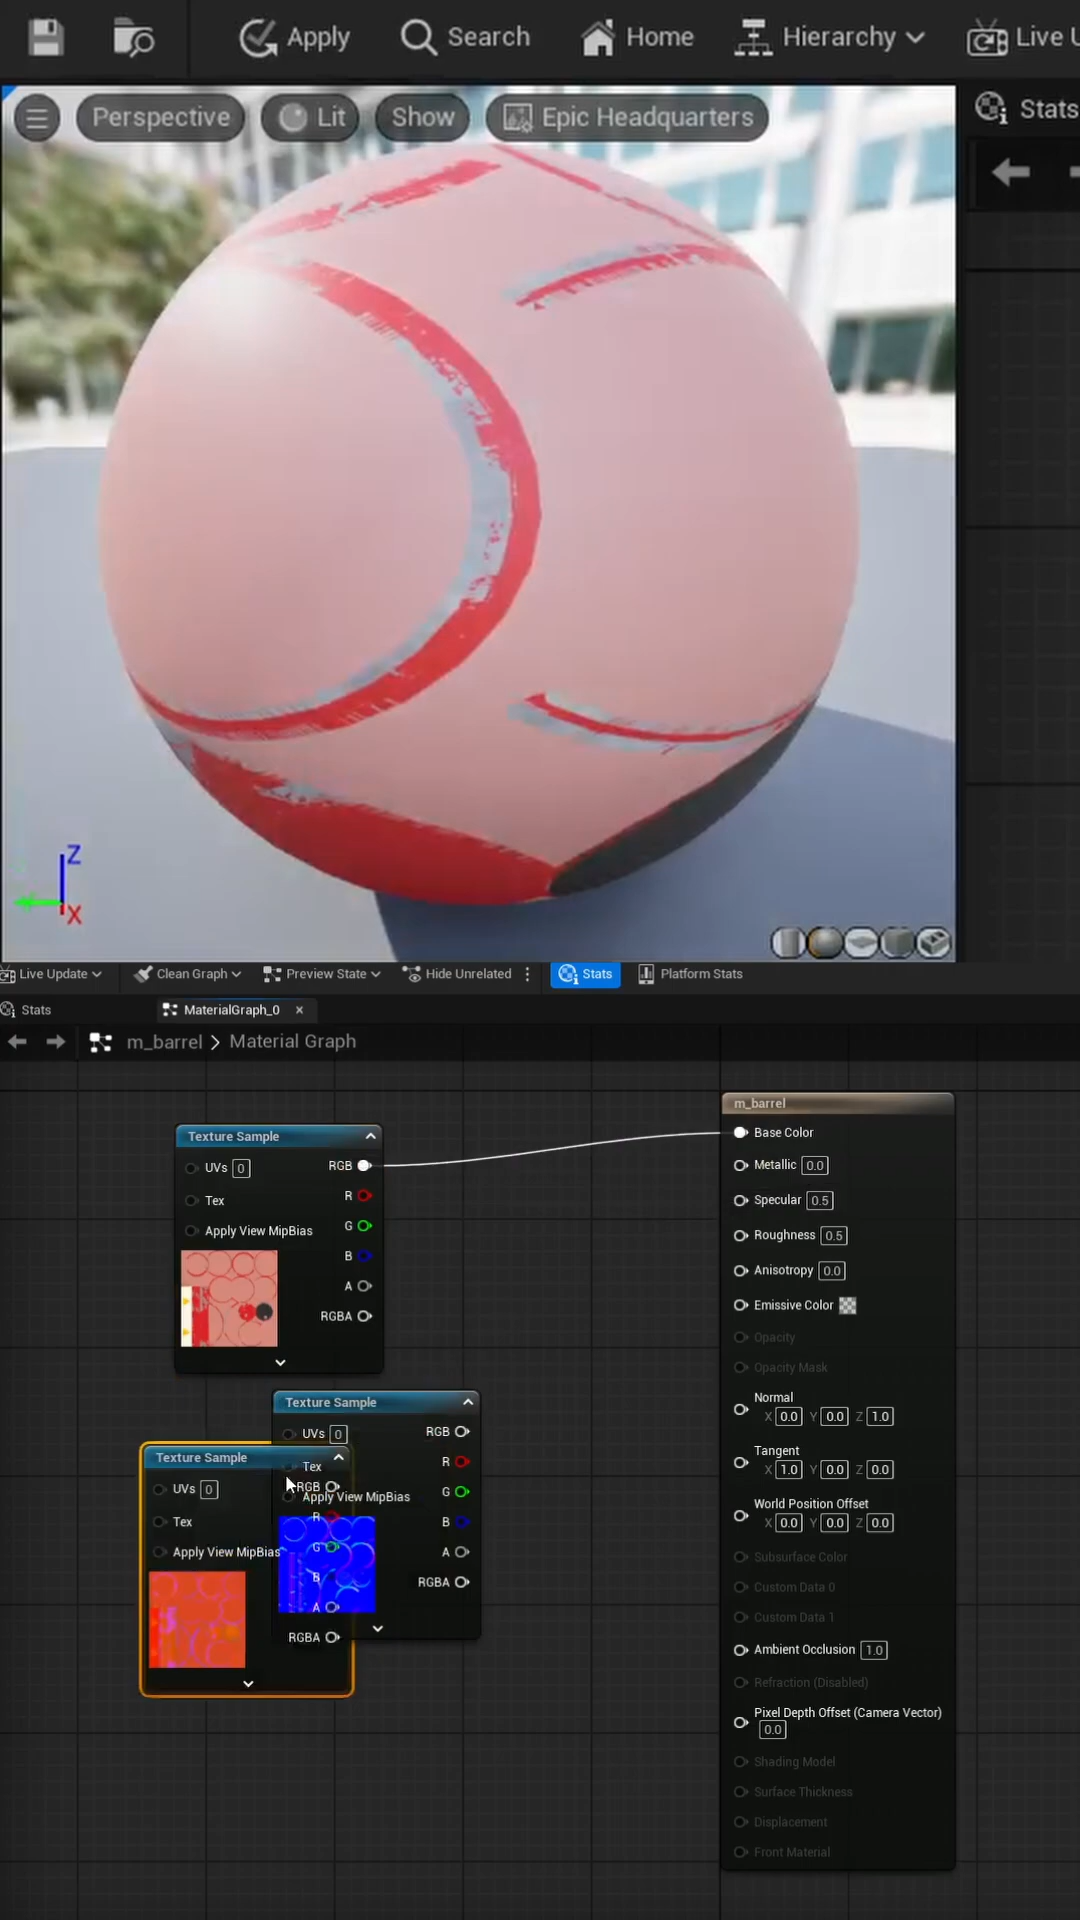 Apply
Search
Home
Hierarchy
Live U
Perspective
Lit
Show
Epic Headquarters
Stats
Z
X
Live Update
Clean Graph
Preview State
Hide Unrelated
Stats
Platform Stats
Stats
MaterialGraph_0
m_barrel > Material Graph
Texture Sample
UVs 0
RGB
Tex
R
Apply View MipBias
G
B
A
RGBA
Texture Sample
UVs 0
RGB
Tex
R
Apply View MipBias
G
B
A
RGBA
Texture Sample
UVs 0
RGB
Tex
R
Apply View MipBias
G
B
A
RGBA
m_barrel
Base Color
Metallic 0.0
Specular 0.5
Roughness 0.5
Anisotropy 0.0
Emissive Color
Opacity
Opacity Mask
Normal
X 0.0 Y 0.0 Z 1.0
Tangent
X 1.0 Y 0.0 Z 0.0
World Position Offset
X 0.0 Y 0.0 Z 0.0
Subsurface Color
Custom Data 0
Custom Data 1
Ambient Occlusion 1.0
Refraction (Disabled)
Pixel Depth Offset (Camera Vector)
0.0
Shading Model
Surface Thickness
Displacement
Front Material